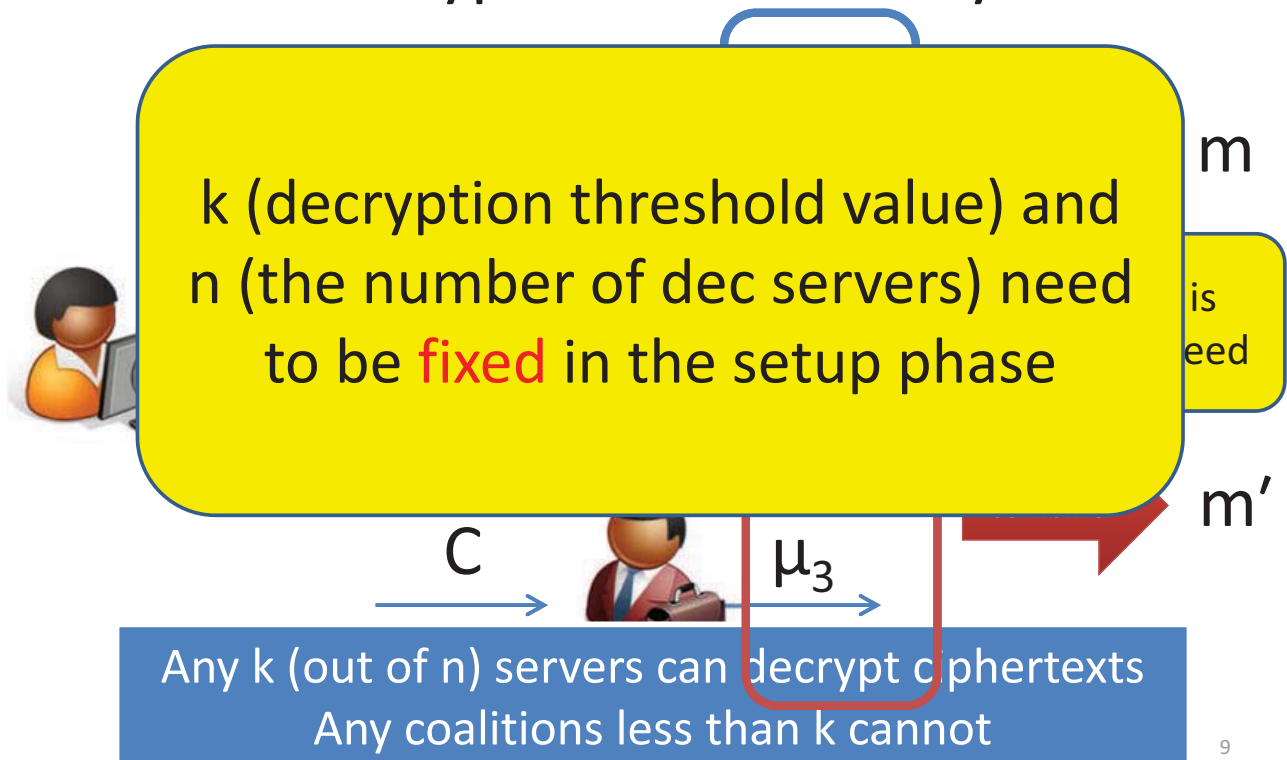 m
k (decryption threshold value) and
n (the number of dec servers) need
to be fixed in the setup phase
is
eed
m′
C
μ₃
Any k (out of n) servers can decrypt ciphertexts
Any coalitions less than k cannot
9